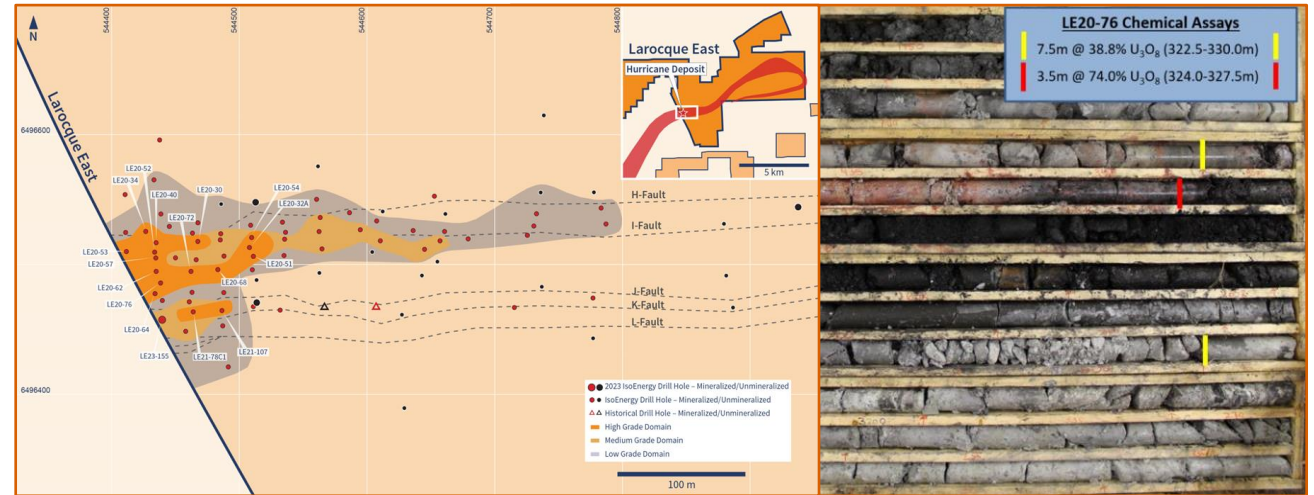 544400
544500
544600
544700
544800
N
Larocque East
6496600
6496400
LE20-52
LE20-34
LE20-40
LE20-30
LE20-54
LE20-32A
LE20-72
LE20-53
LE20-57
LE20-51
LE20-62
LE20-68
LE20-76
LE20-64
LE23-155
LE21-78C1
LE21-107
H-Fault
I-Fault
J-Fault
K-Fault
L-Fault
Larocque East
Hurricane Deposit
5 km
2023 IsoEnergy Drill Hole – Mineralized/Unmineralized
IsoEnergy Drill Hole – Mineralized/Unmineralized
Historical Drill Hole – Mineralized/Unmineralized
High Grade Domain
Medium Grade Domain
Low Grade Domain
100 m
LE20-76 Chemical Assays
7.5m @ 38.8% U₃O₈ (322.5-330.0m)
3.5m @ 74.0% U₃O₈ (324.0-327.5m)